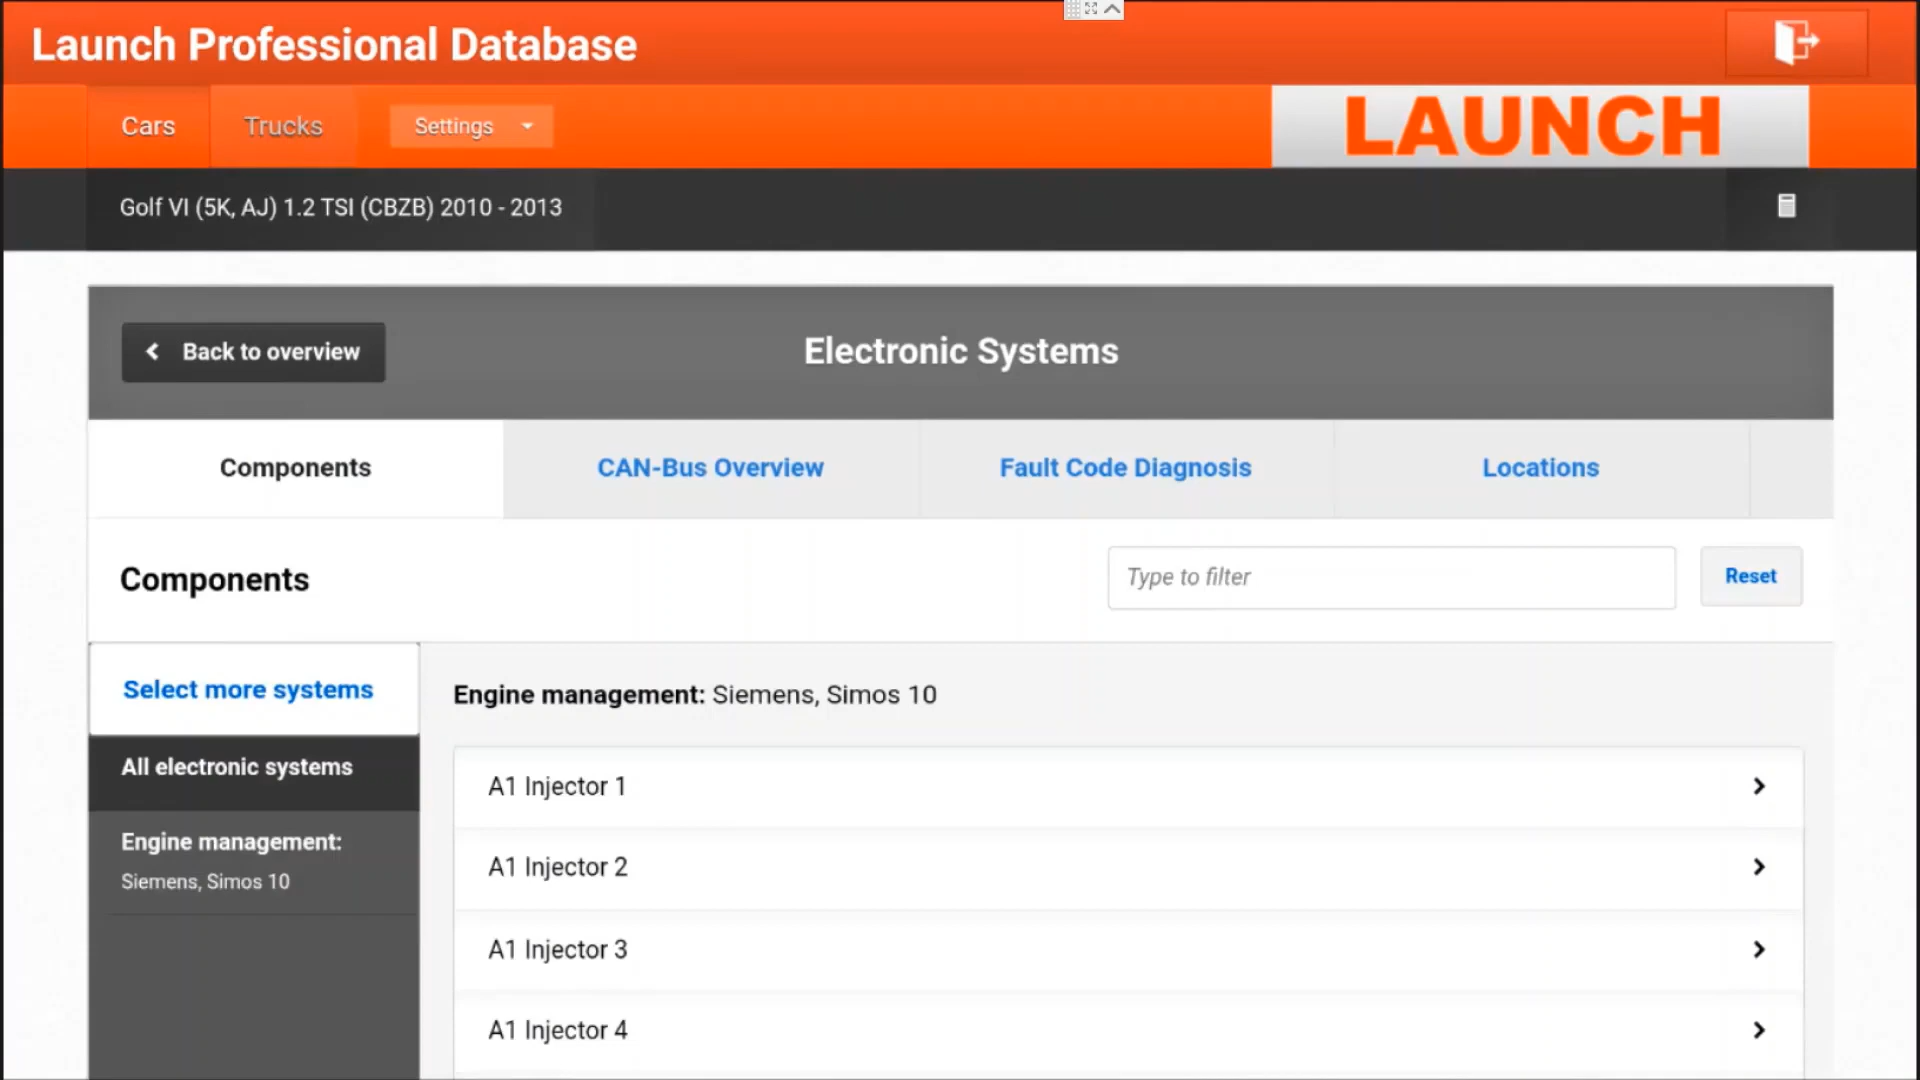 Launch Professional Database
Cars
Trucks
Settings
LAUNCH
Golf VI (5K, AJ) 1.2 TSI (CBZB) 2010 - 2013
Back to overview
Electronic Systems
Components
CAN-Bus Overview
Fault Code Diagnosis
Locations
Components
Type to filter
Reset
Select more systems
All electronic systems
Engine management:
Siemens, Simos 10
Engine management: Siemens, Simos 10
A1 Injector 1
A1 Injector 2
A1 Injector 3
A1 Injector 4